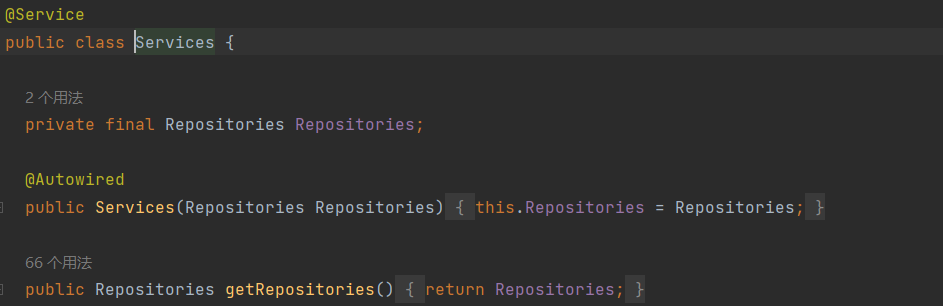 @Service
public class Services {
2 个用法
private final Repositories Repositories;
@Autowired
public Services(Repositories Repositories) { this.Repositories = Repositories; }
66 个用法
public Repositories getRepositories() { return Repositories; }